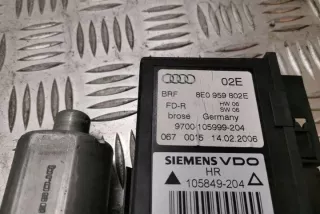 02E
BRF 8E0 959 802E
FD-R HW 06
SW 06
brose Germany
9700 105999-204
067 0015 14.02.2006
SIEMENS VDO
HR
105849-204